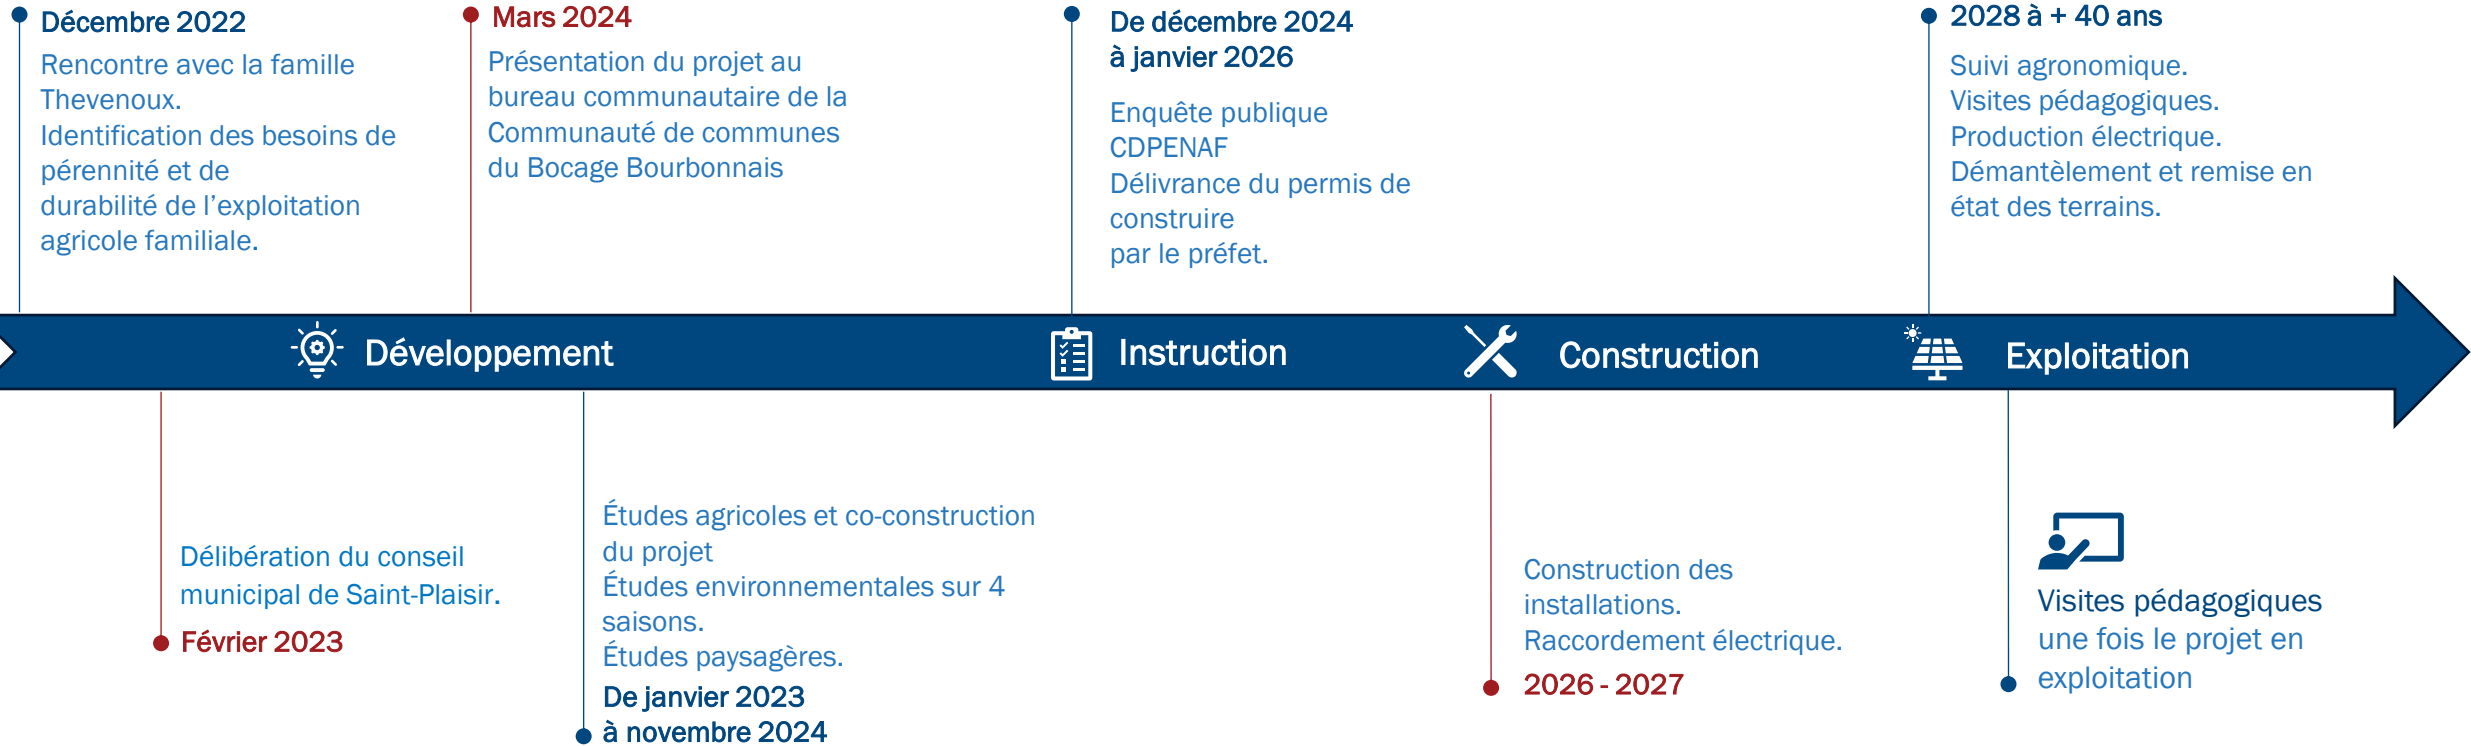 Décembre 2022
Rencontre avec la famille
Thevenoux.
Identification des besoins de
pérennité et de
durabilité de l’exploitation
agricole familiale.
Mars 2024
Présentation du projet au
bureau communautaire de la
Communauté de communes
du Bocage Bourbonnais
De décembre 2024
à janvier 2026
Enquête publique
CDPENAF
Délivrance du permis de
construire
par le préfet.
2028 à + 40 ans
Suivi agronomique.
Visites pédagogiques.
Production électrique.
Démantèlement et remise en
état des terrains.
Développement
Instruction
Construction
Exploitation
Délibération du conseil
municipal de Saint-Plaisir.
Février 2023
Études agricoles et co-construction
du projet
Études environnementales sur 4
saisons.
Études paysagères.
De janvier 2023
à novembre 2024
Construction des
installations.
Raccordement électrique.
2026 - 2027
Visites pédagogiques
une fois le projet en
exploitation